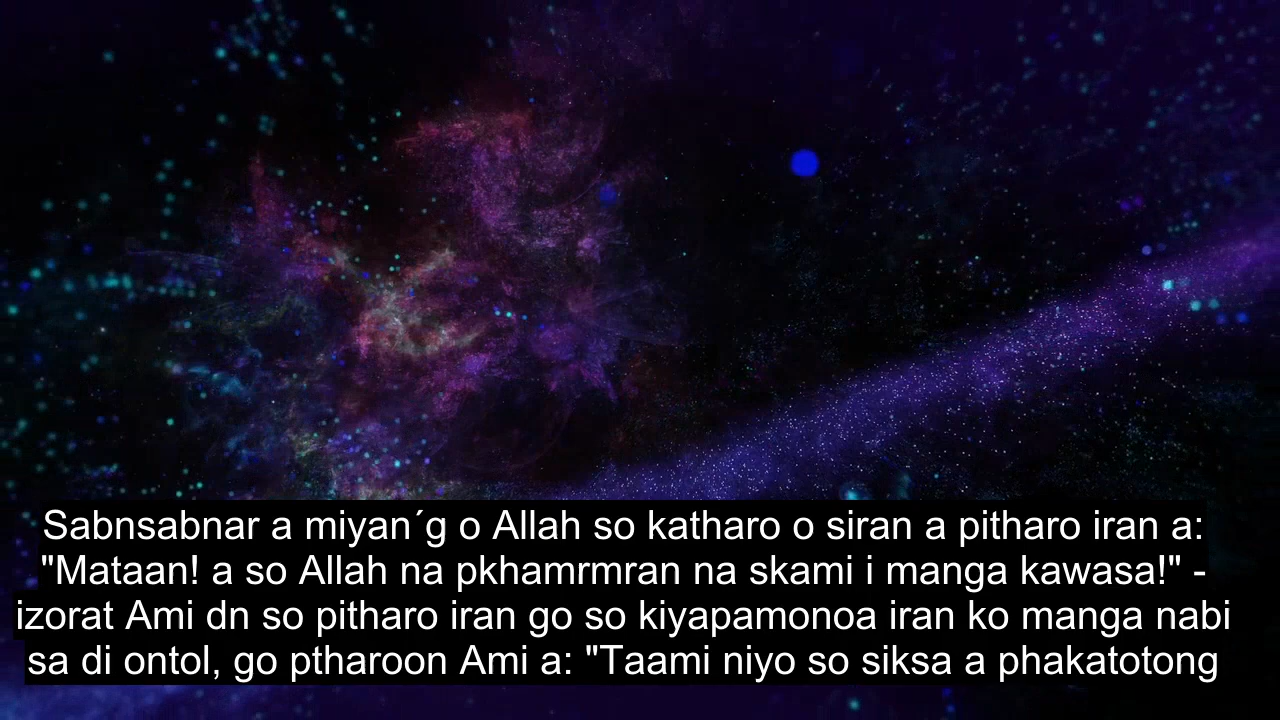 Sabnsabnar a miyan´g o Allah so katharo o siran a pitharo iran a:
"Mataan! a so Allah na pkhamrmran na skami i manga kawasa!" -
izorat Ami dn so pitharo iran go so kiyapamonoa iran ko manga nabi
sa di ontol, go ptharoon Ami a: "Taami niyo so siksa a phakatotong